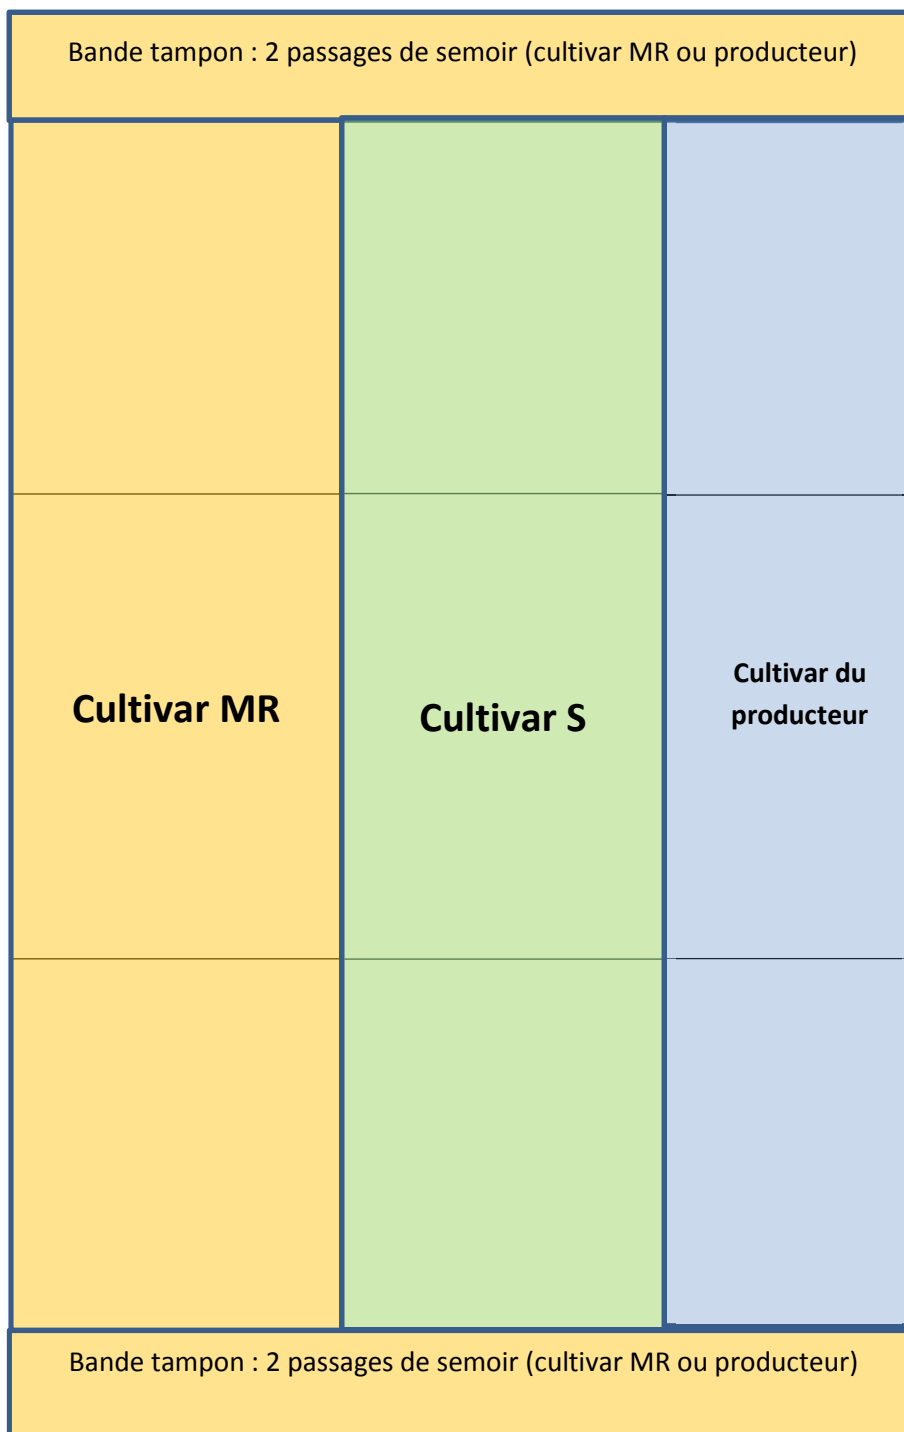 Bande tampon : 2 passages de semoir (cultivar MR ou producteur)
Cultivar MR
Cultivar S
Cultivar du
producteur
Bande tampon : 2 passages de semoir (cultivar MR ou producteur)